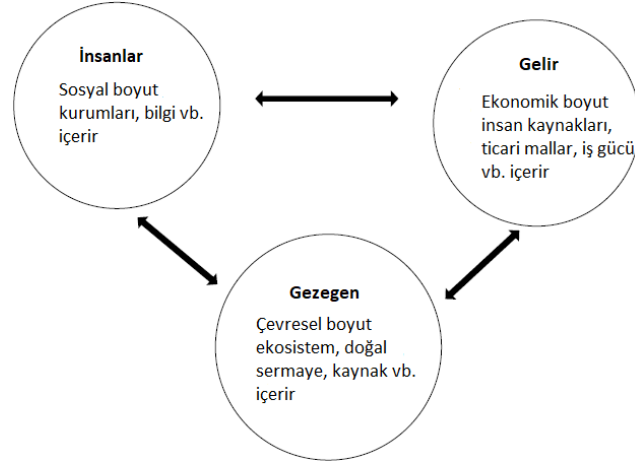 İnsanlar
Sosyal boyut
kurumları, bilgi vb.
içerir
Gelir
Ekonomik boyut
insan kaynakları,
ticari mallar, iş gücü
vb. içerir
Gezegen
Çevresel boyut
ekosistem, doğal
sermaye, kaynak vb.
içerir